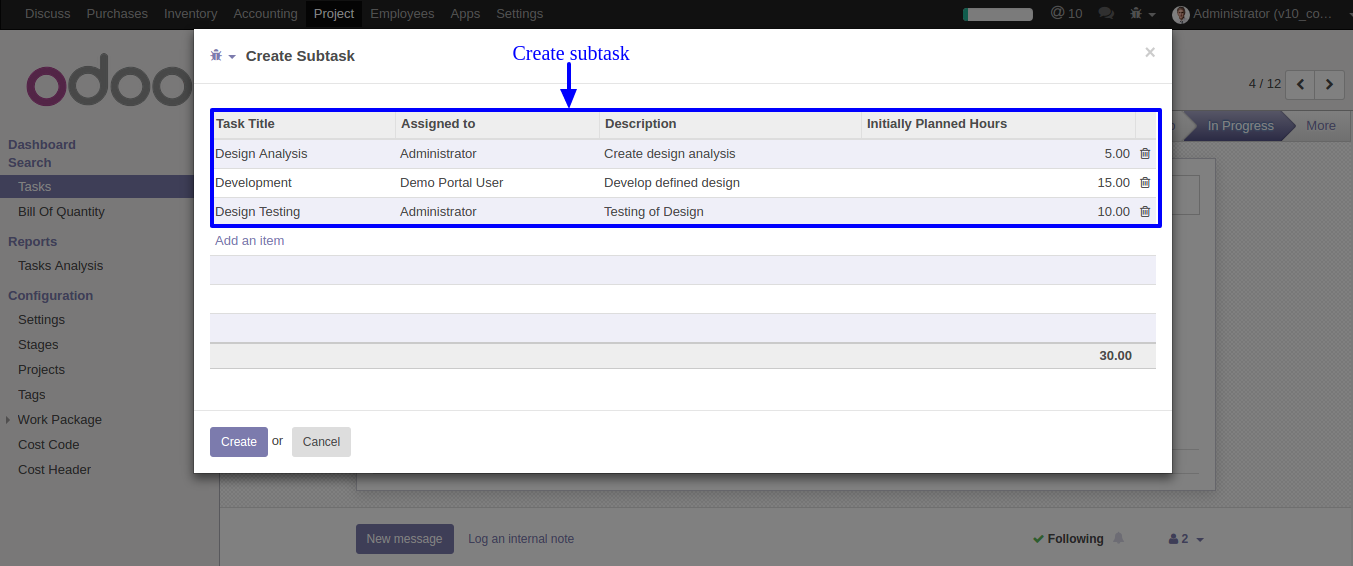 Discuss Purchases Inventory Accounting Project Employees Apps Settings @ 10 Administrator (v10_co...
Create Subtask
Create subtask
×
odoo
4 / 12
In Progress More
Dashboard
Search
Tasks
Bill Of Quantity
Reports
Tasks Analysis
Configuration
Settings
Stages
Projects
Tags
Work Package
Cost Code
Cost Header
Task Title Assigned to Description Initially Planned Hours
Design Analysis Administrator Create design analysis 5.00
Development Demo Portal User Develop defined design 15.00
Design Testing Administrator Testing of Design 10.00
Add an item
30.00
Create or Cancel
New message Log an internal note Following 2